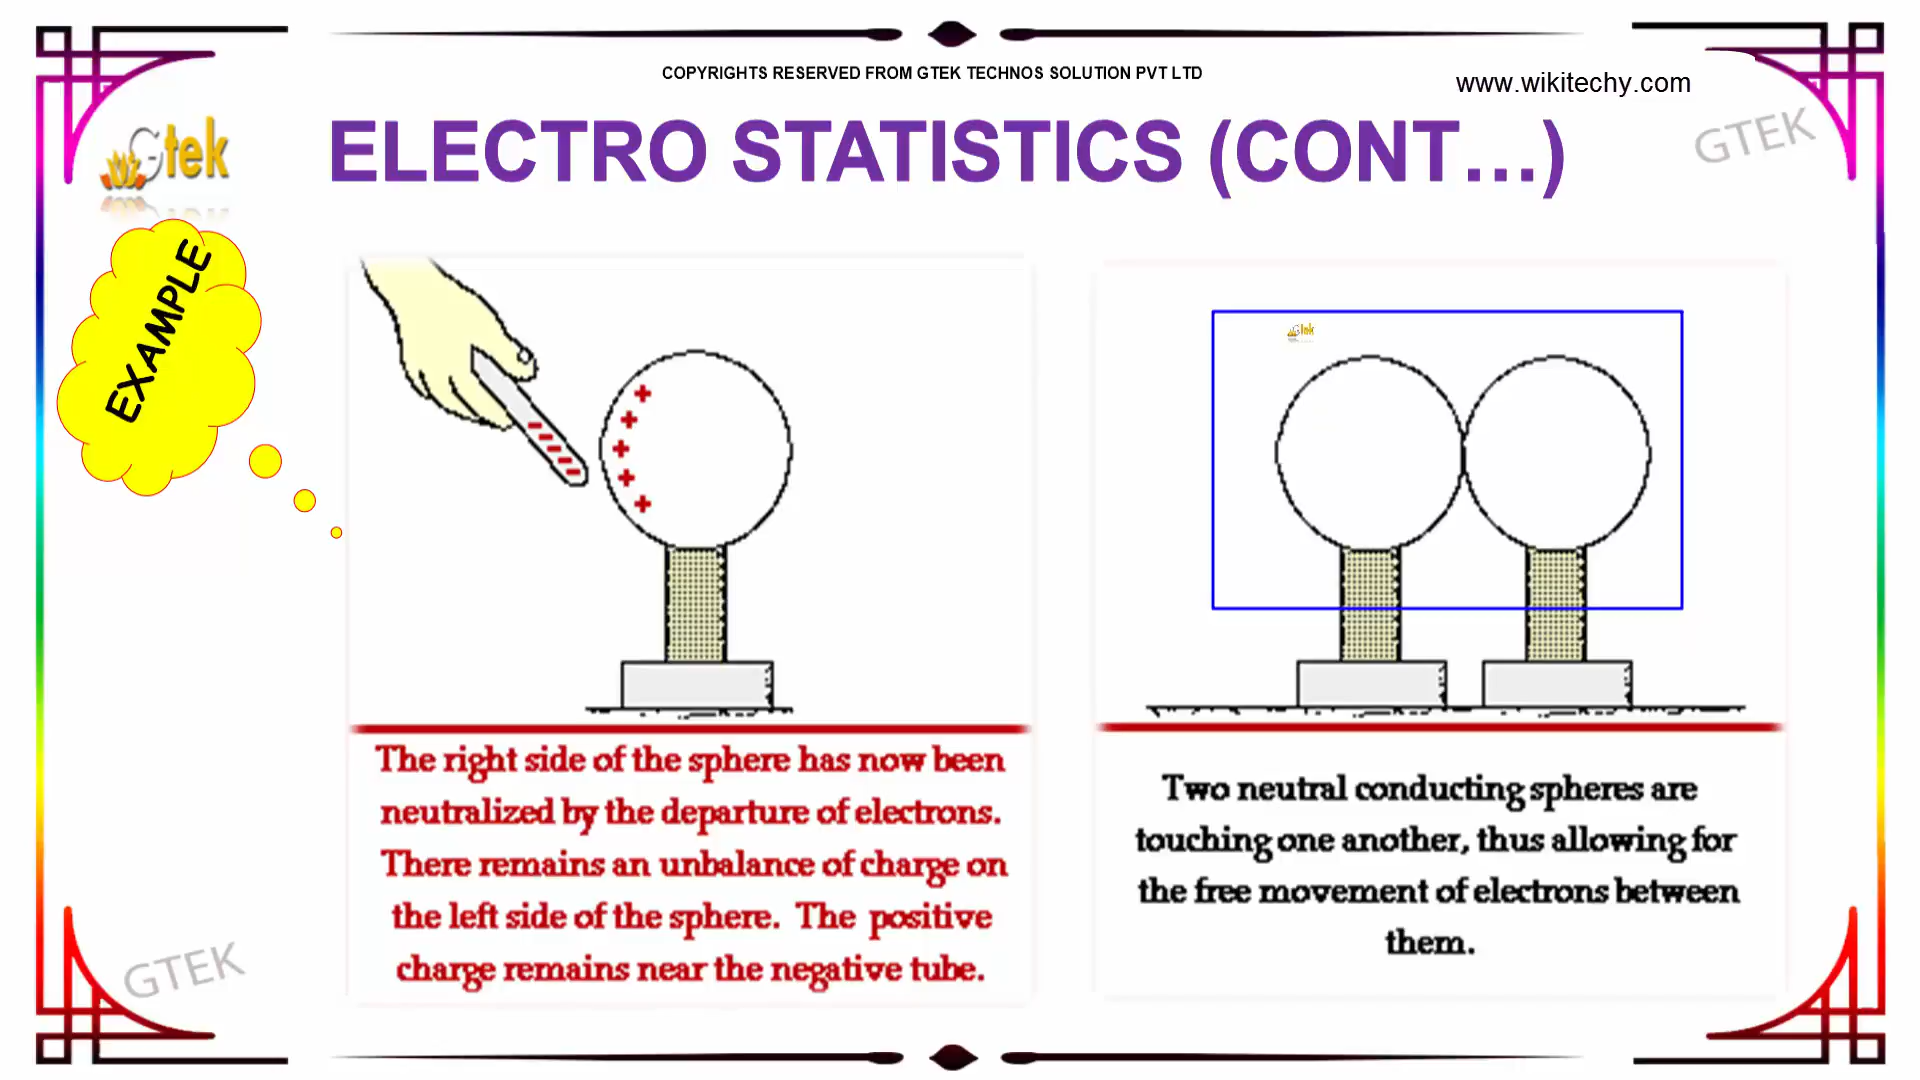 COPYRIGHTS RESERVED FROM GTEK TECHNOS SOLUTION PVT LTD
www.wikitechy.com
Gtek
ELECTRO STATISTICS (CONT...)
GTEK
EXAMPLE
Gtek
The right side of the sphere has now been
neutralized by the departure of electrons.
There remains an unbalance of charge on
the left side of the sphere. The positive
charge remains near the negative tube.
Two neutral conducting spheres are
touching one another, thus allowing for
the free movement of electrons between
them.
GTEK